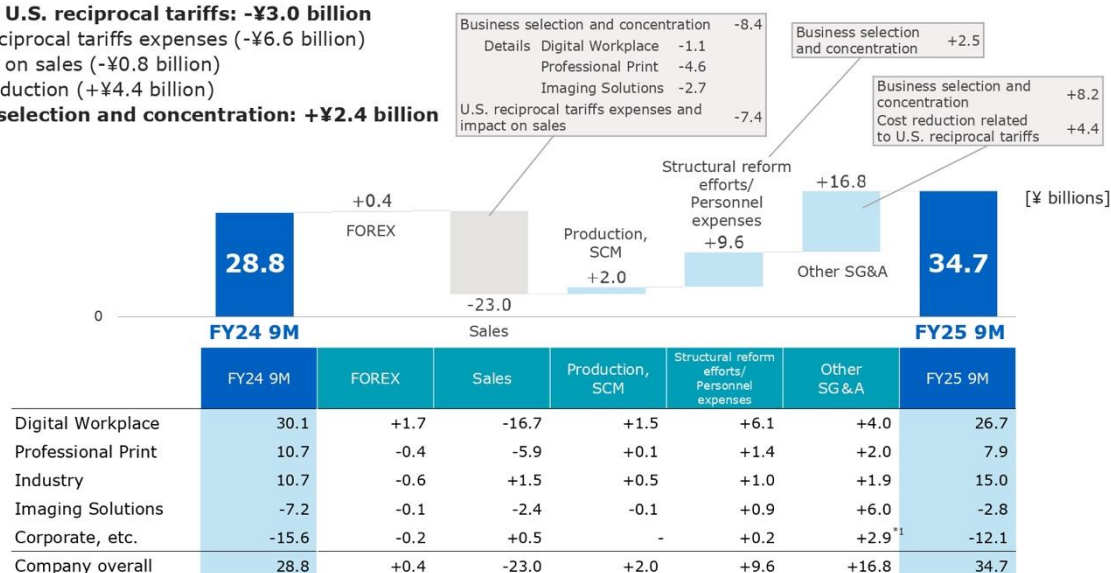 U.S. reciprocal tariffs: -¥3.0 billion
ciprocal tariffs expenses (-¥6.6 billion)
on sales (-¥0.8 billion)
duction (+¥4.4 billion)
selection and concentration: +¥2.4 billion
Business selection and concentration -8.4
Details Digital Workplace -1.1
Professional Print -4.6
Imaging Solutions -2.7
U.S. reciprocal tariffs expenses and
impact on sales -7.4
Business selection
and concentration +2.5
Business selection and
concentration +8.2
Cost reduction related
to U.S. reciprocal tariffs +4.4
[¥ billions]
28.8
FY24 9M
+0.4
FOREX
-23.0
Sales
Production,
SCM
+2.0
Structural reform
efforts/
Personnel
expenses
+9.6
+16.8
Other SG&A
34.7
FY25 9M
0
FY24 9M FOREX Sales Production, SCM Structural reform efforts/ Personnel expenses Other SG&A FY25 9M
Digital Workplace 30.1 +1.7 -16.7 +1.5 +6.1 +4.0 26.7
Professional Print 10.7 -0.4 -5.9 +0.1 +1.4 +2.0 7.9
Industry 10.7 -0.6 +1.5 +0.5 +1.0 +1.9 15.0
Imaging Solutions -7.2 -0.1 -2.4 -0.1 +0.9 +6.0 -2.8
Corporate, etc. -15.6 -0.2 +0.5 - +0.2 +2.9*1 -12.1
Company overall 28.8 +0.4 -23.0 +2.0 +9.6 +16.8 34.7